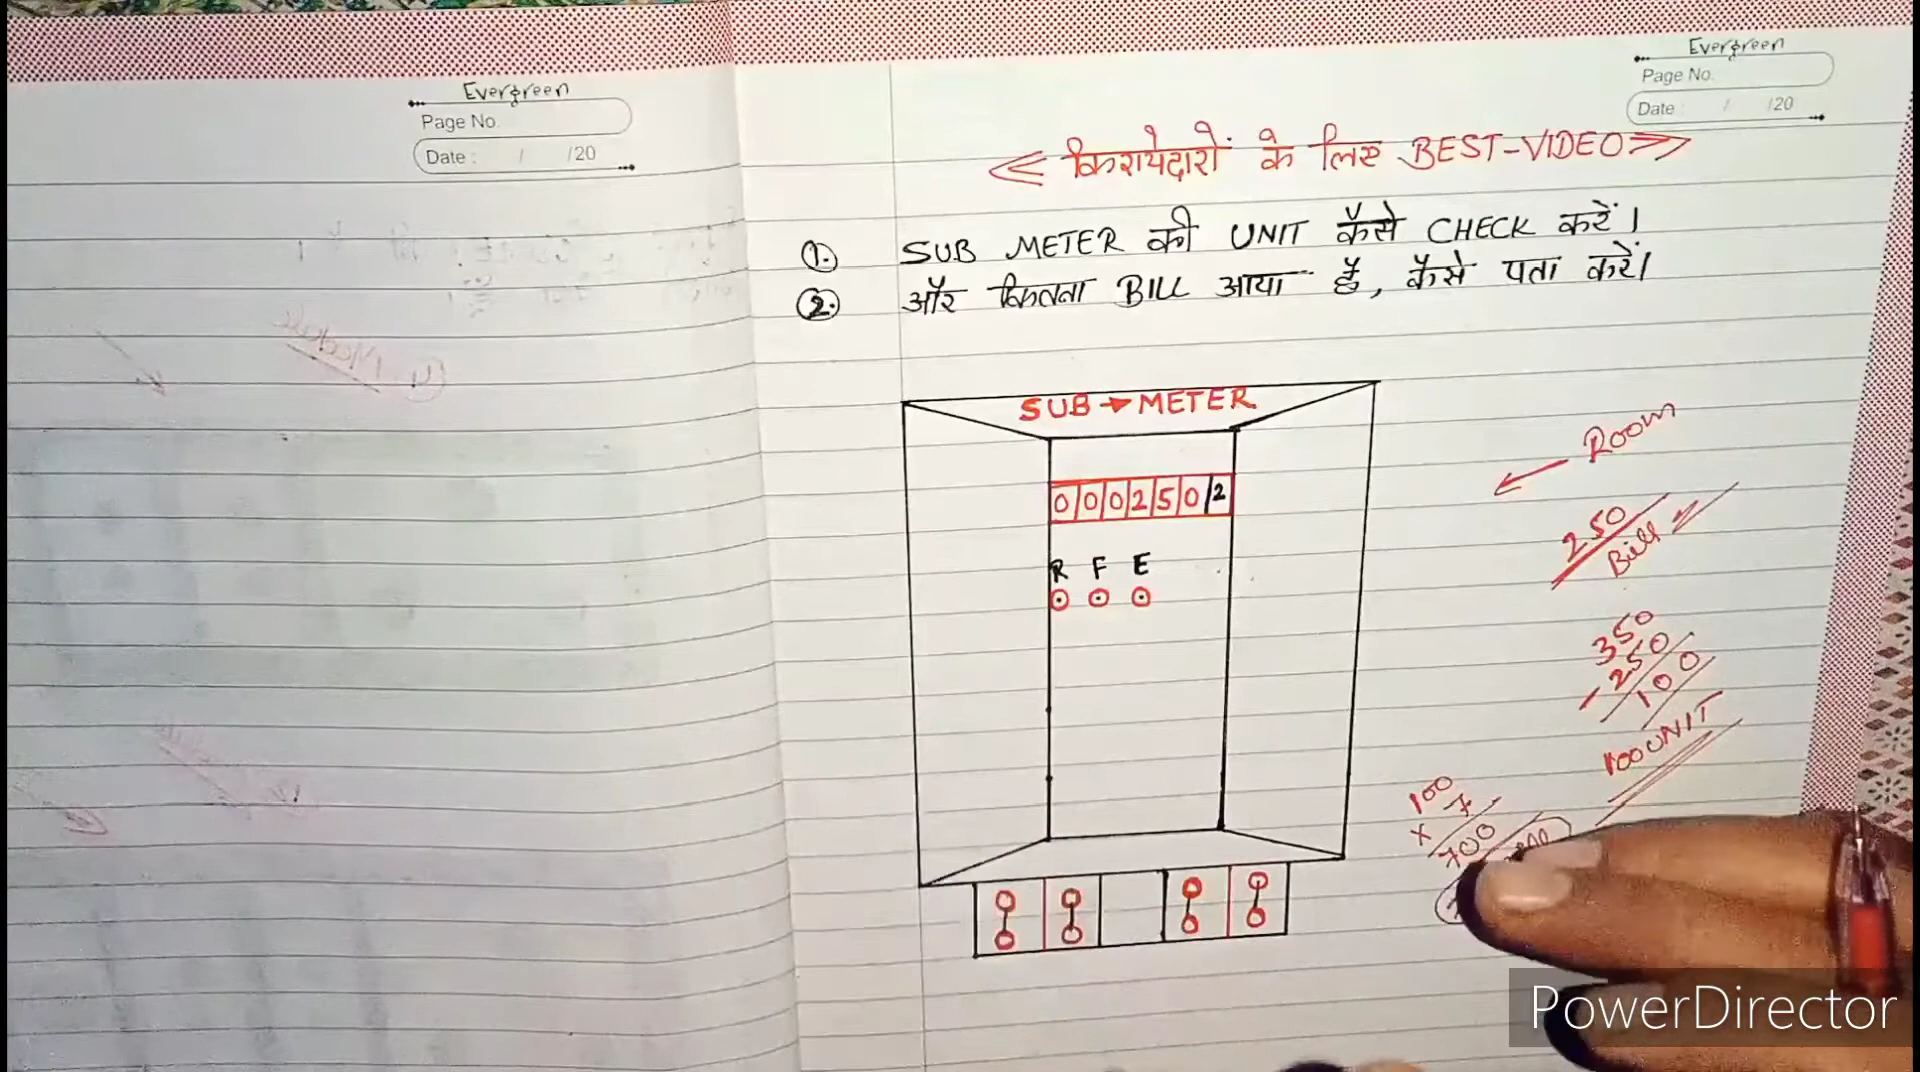 Evergreen
Page No.
Date : / /20
Evergreen
Page No.
Date : / /20
<< किरायेदारों के लिए BEST-VIDEO >>
1. SUB METER की UNIT कैसे CHECK करें।
2. और कितना BILL आया है, कैसे पता करें।
SUB → METER
0 0 0 2 5 0 / 2
R F E
Room
250
Bill
350
- 250
100
100 UNIT
100
x 7
700
PowerDirector